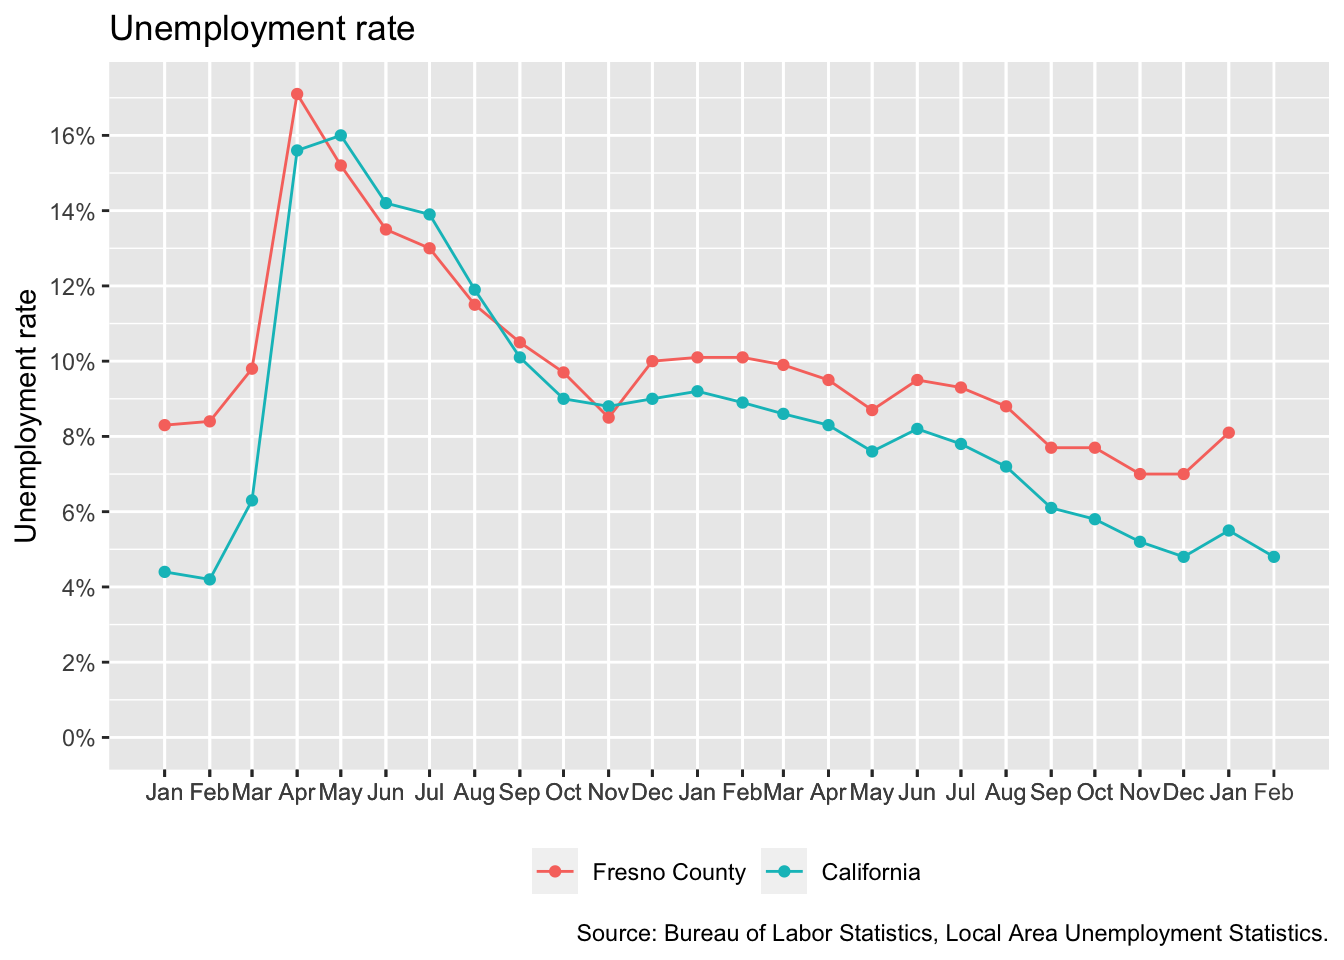 Unemployment rate
Unemployment rate
16%
14%
12%
10%
8%
6%
4%
2%
0%
Jan Feb Mar Apr May Jun Jul Aug Sep Oct Nov Dec Jan Feb Mar Apr May Jun Jul Aug Sep Oct Nov Dec Jan Feb
Fresno County California
Source: Bureau of Labor Statistics, Local Area Unemployment Statistics.